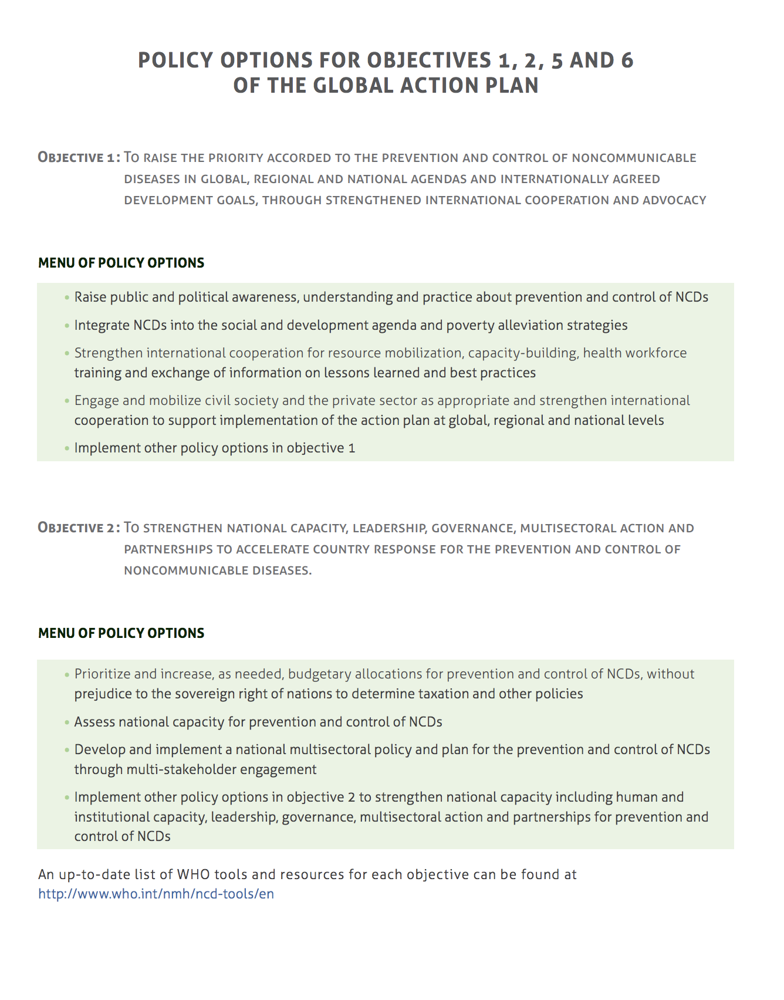 POLICY OPTIONS FOR OBJECTIVES 1, 2, 5 AND 6
OF THE GLOBAL ACTION PLAN
OBJECTIVE 1: TO RAISE THE PRIORITY ACCORDED TO THE PREVENTION AND CONTROL OF NONCOMMUNICABLE
DISEASES IN GLOBAL, REGIONAL AND NATIONAL AGENDAS AND INTERNATIONALLY AGREED
DEVELOPMENT GOALS, THROUGH STRENGTHENED INTERNATIONAL COOPERATION AND ADVOCACY
MENU OF POLICY OPTIONS
• Raise public and political awareness, understanding and practice about prevention and control of NCDs
• Integrate NCDs into the social and development agenda and poverty alleviation strategies
• Strengthen international cooperation for resource mobilization, capacity-building, health workforce
training and exchange of information on lessons learned and best practices
• Engage and mobilize civil society and the private sector as appropriate and strengthen international
cooperation to support implementation of the action plan at global, regional and national levels
• Implement other policy options in objective 1
OBJECTIVE 2: TO STRENGTHEN NATIONAL CAPACITY, LEADERSHIP, GOVERNANCE, MULTISECTORAL ACTION AND
PARTNERSHIPS TO ACCELERATE COUNTRY RESPONSE FOR THE PREVENTION AND CONTROL OF
NONCOMMUNICABLE DISEASES.
MENU OF POLICY OPTIONS
• Prioritize and increase, as needed, budgetary allocations for prevention and control of NCDs, without
prejudice to the sovereign right of nations to determine taxation and other policies
• Assess national capacity for prevention and control of NCDs
• Develop and implement a national multisectoral policy and plan for the prevention and control of NCDs
through multi-stakeholder engagement
• Implement other policy options in objective 2 to strengthen national capacity including human and
institutional capacity, leadership, governance, multisectoral action and partnerships for prevention and
control of NCDs
An up-to-date list of WHO tools and resources for each objective can be found at
http://www.who.int/nmh/ncd-tools/en